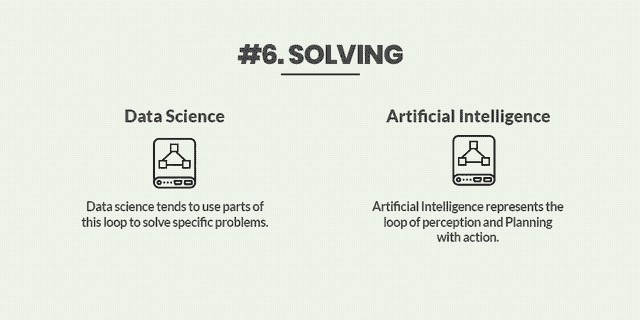 #6. SOLVING
Data Science
Data science tends to use parts of
this loop to solve specific problems.
Artificial Intelligence
Artificial Intelligence represents the
loop of perception and Planning
with action.